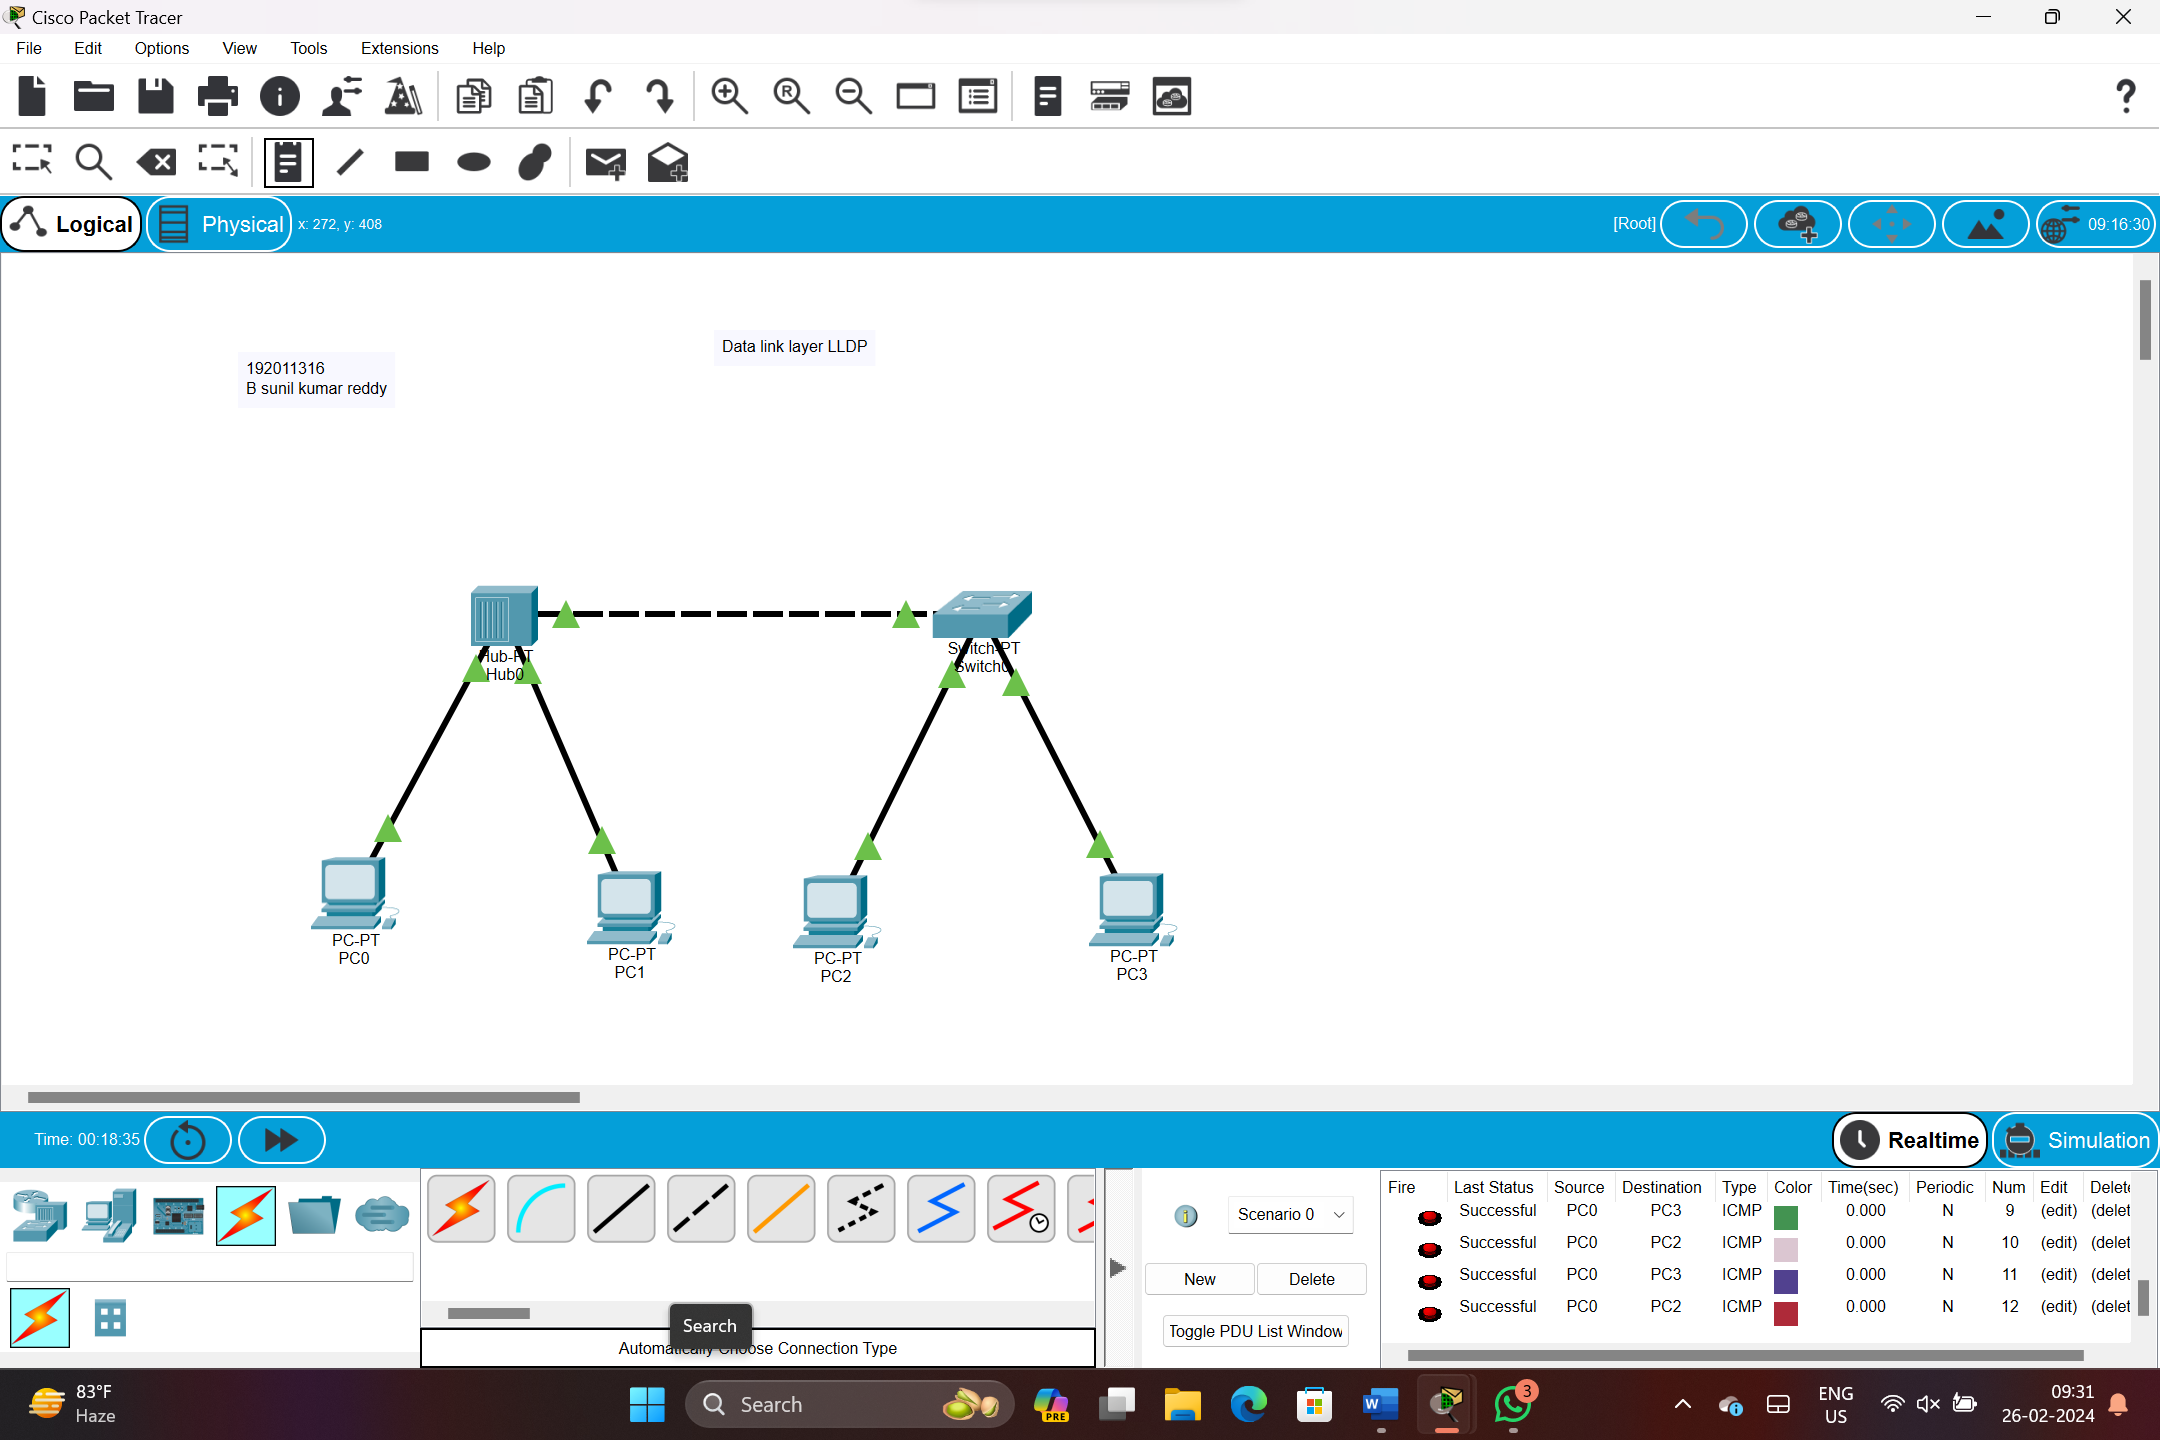 Cisco Packet Tracer
File Edit Options View Tools Extensions Help
Logical Physical x: 272, y: 408 [Root] 09:16:30
Data link layer LLDP
192011316
B sunil kumar reddy
Hub-PT
Hub0
Switch-PT
Switch0
PC-PT
PC0
PC-PT
PC1
PC-PT
PC2
PC-PT
PC3
Time: 00:18:35 Realtime Simulation
Fire Last Status Source Destination Type Color Time(sec) Periodic Num Edit Delete
Successful PC0 PC3 ICMP 0.000 N 9 (edit) (delet
Successful PC0 PC2 ICMP 0.000 N 10 (edit) (delet
Successful PC0 PC3 ICMP 0.000 N 11 (edit) (delet
Successful PC0 PC2 ICMP 0.000 N 12 (edit) (delet
Scenario 0
New Delete
Toggle PDU List Window
Search
Automatically Choose Connection Type
83°F
Haze
Search
PRE
3
ENG
US
09:31
26-02-2024